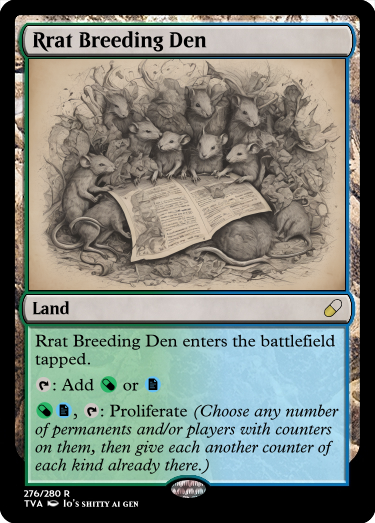 Rrat Breeding Den
Land
Rrat Breeding Den enters the battlefield
tapped.
: Add or
, : Proliferate (Choose any number
of permanents and/or players with counters
on them, then give each another counter of
each kind already there.)
276/280 R
TVA Io's shitty ai gen